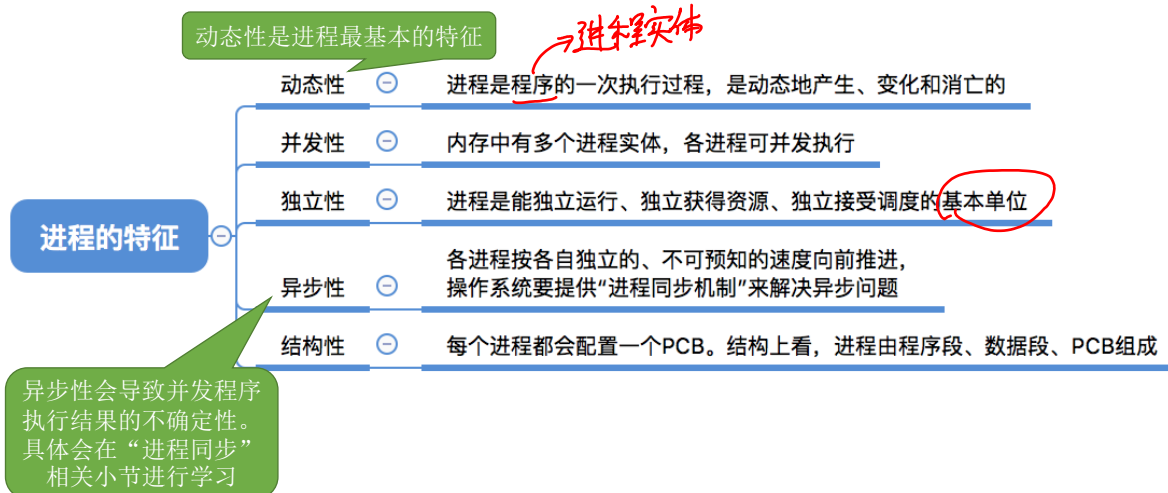 动态性是进程最基本的特征
进程实体
动态性
进程是程序的一次执行过程，是动态地产生、变化和消亡的
并发性
内存中有多个进程实体，各进程可并发执行
独立性
进程是能独立运行、独立获得资源、独立接受调度的基本单位
进程的特征
异步性
各进程按各自独立的、不可预知的速度向前推进，
操作系统要提供“进程同步机制”来解决异步问题
结构性
每个进程都会配置一个PCB。结构上看，进程由程序段、数据段、PCB组成
异步性会导致并发程序
执行结果的不确定性。
具体会在“进程同步”
相关小节进行学习